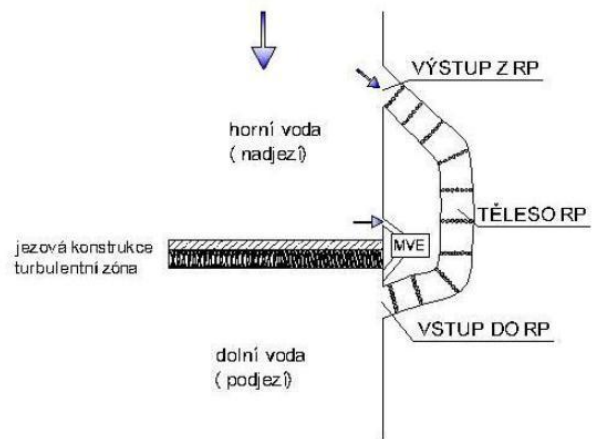 VÝSTUP Z RP
horní voda
( nadjezí)
TĚLESO RP
MVE
jezová konstrukce
turbulentní zóna
VSTUP DO RP
dolní voda
( podjezí)